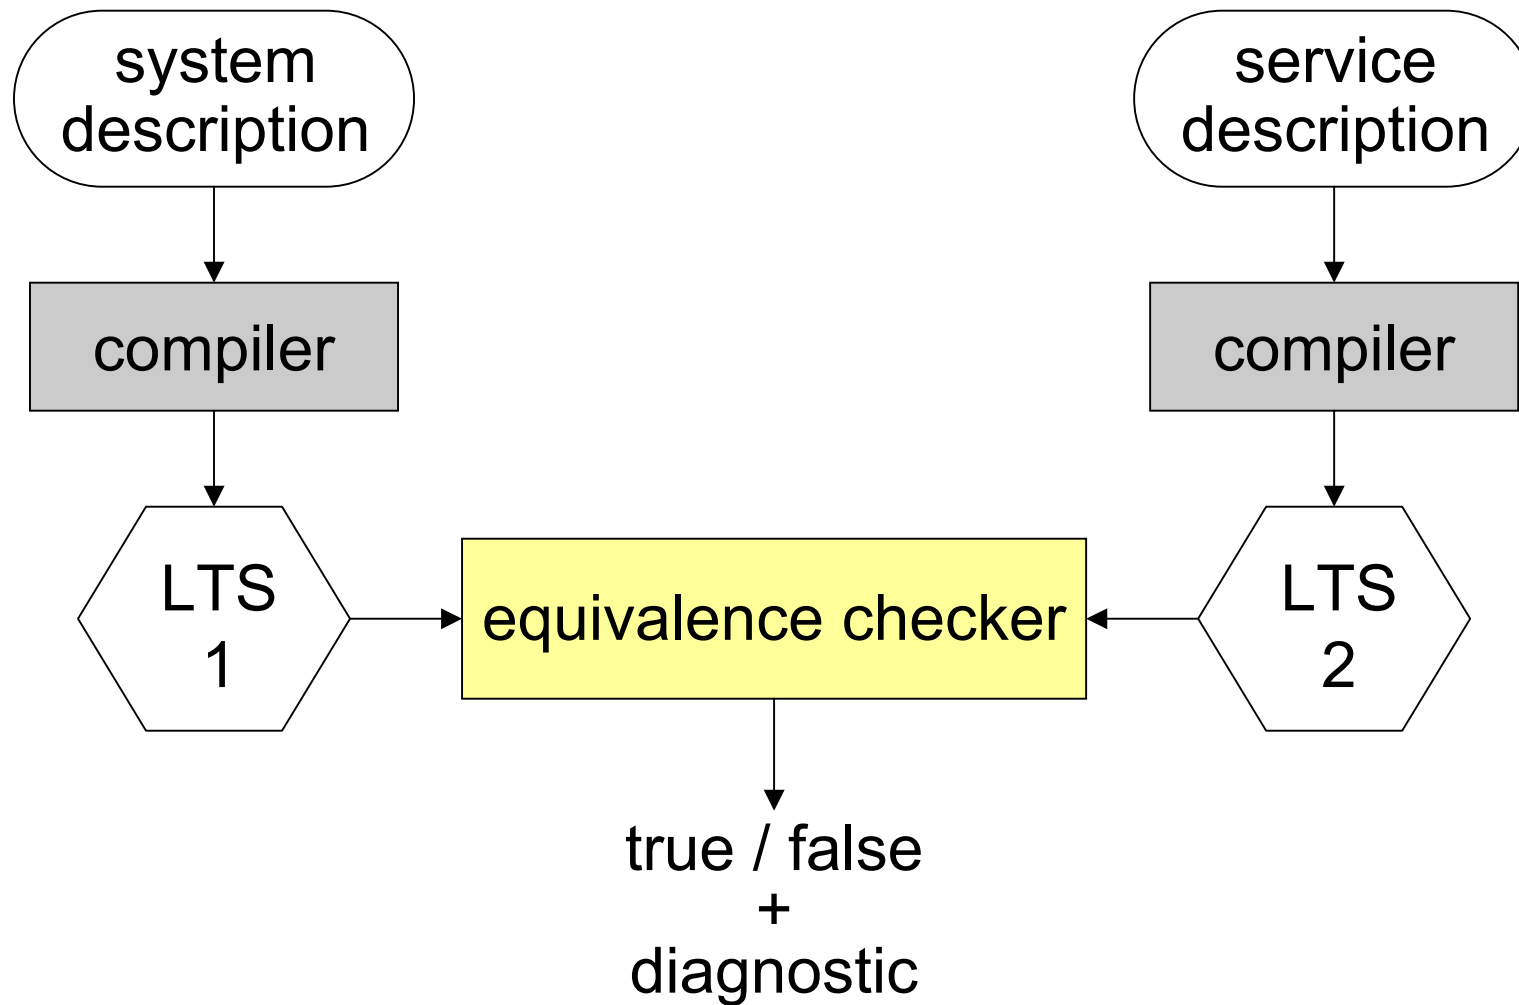 system
description
service
description
compiler
compiler
LTS
1
equivalence checker
LTS
2
true / false
+
diagnostic